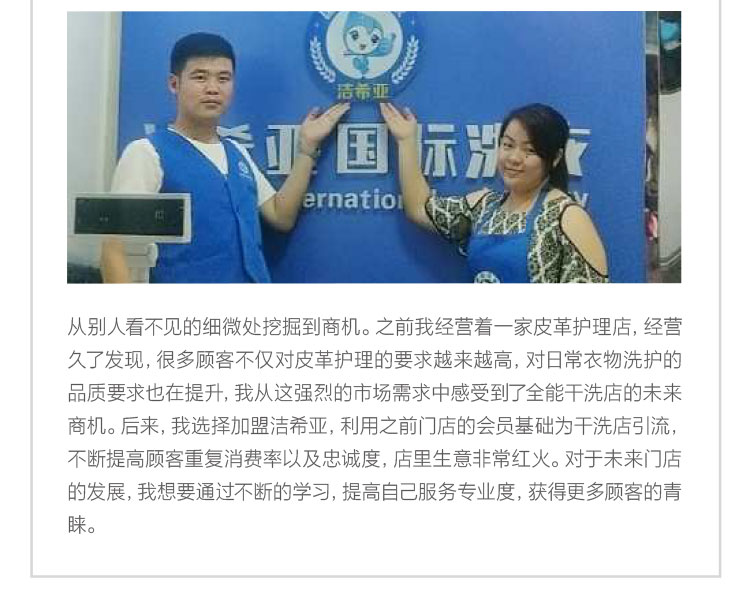 洁希亚
希亚国际洗衣
ernation
从别人看不见的细微处挖掘到商机。之前我经营着一家皮革护理店, 经营
久了发现, 很多顾客不仅对皮革护理的要求越来越高, 对日常衣物洗护的
品质要求也在提升, 我从这强烈的市场需求中感受到了全能干洗店的未来
商机。后来, 我选择加盟洁希亚, 利用之前门店的会员基础为干洗店引流,
不断提高顾客重复消费率以及忠诚度, 店里生意非常红火。对于未来门店
的发展, 我想要通过不断的学习, 提高自己服务专业度, 获得更多顾客的青
睐。